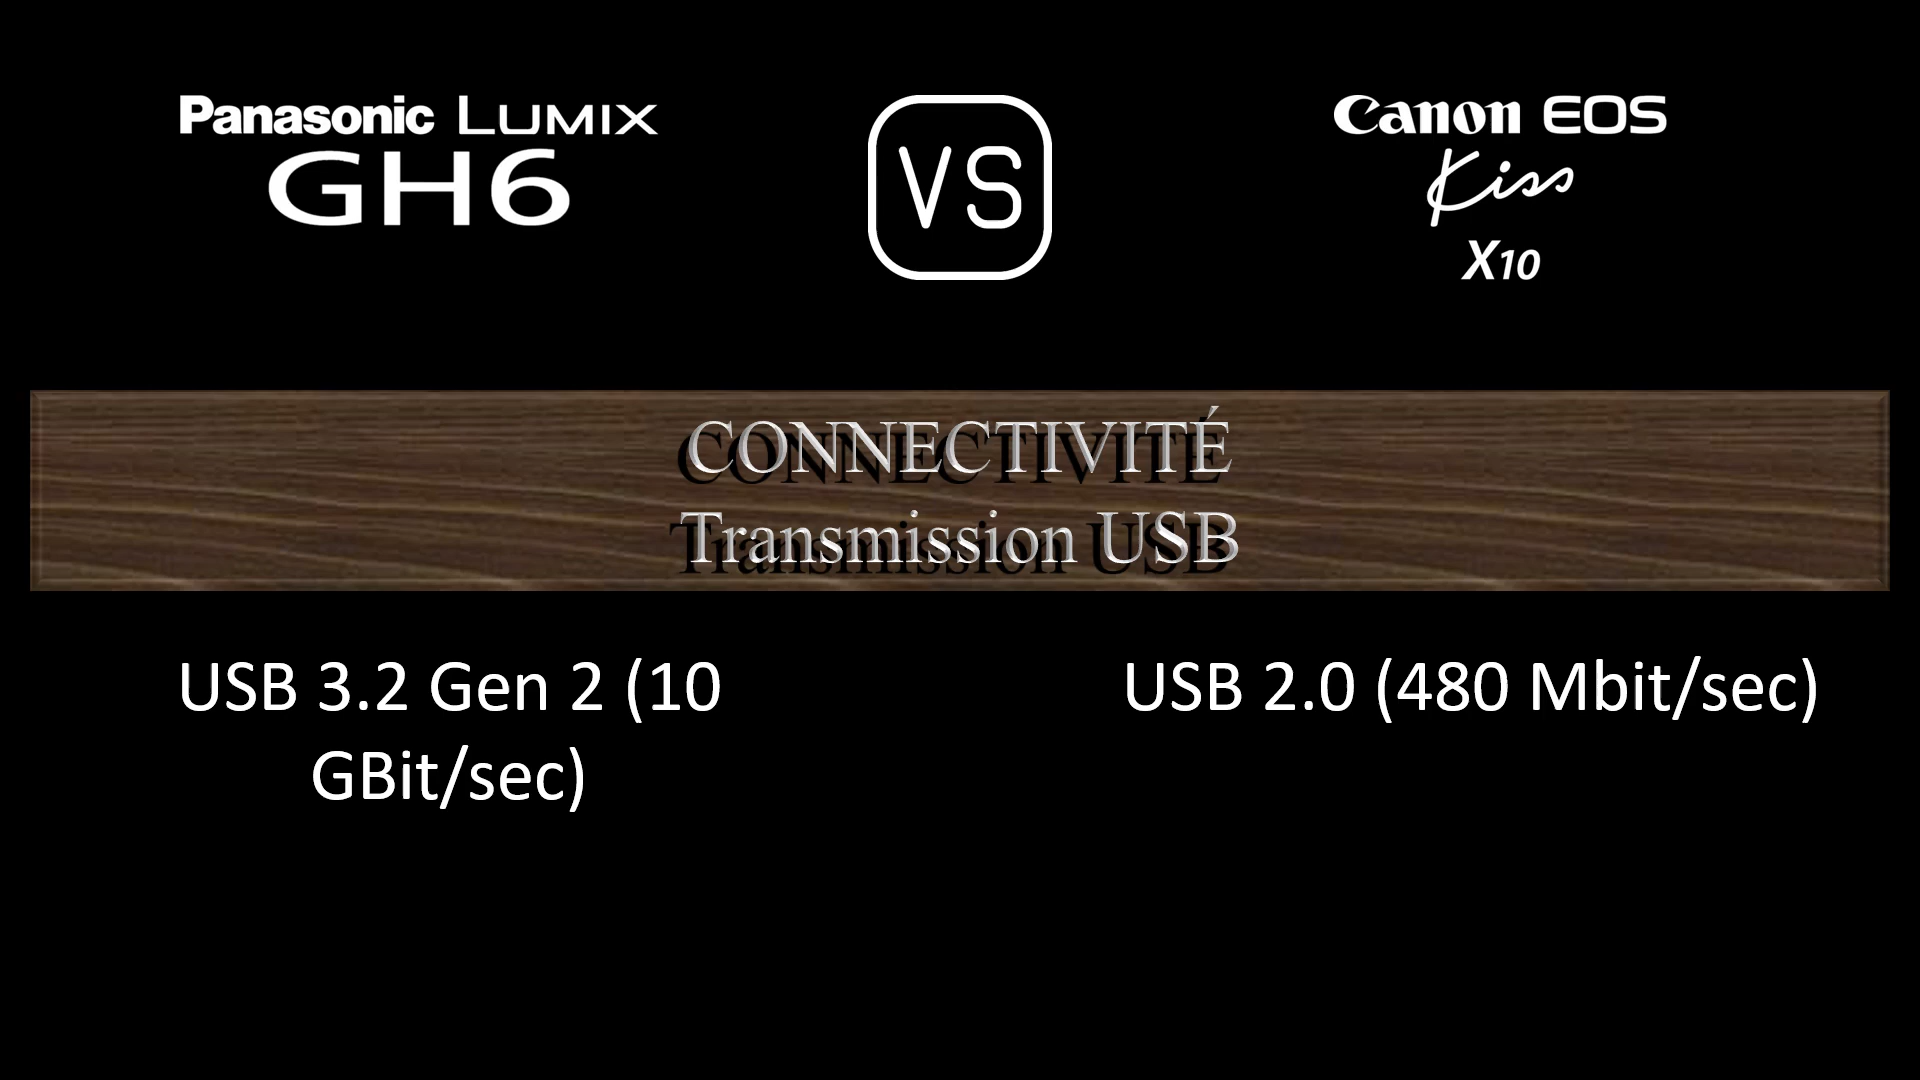 Panasonic LUMIX
GH6
VS
Canon EOS
Kiss
X10
CONNECTIVITÉ
Transmission USB
USB 3.2 Gen 2 (10
GBit/sec)
USB 2.0 (480 Mbit/sec)